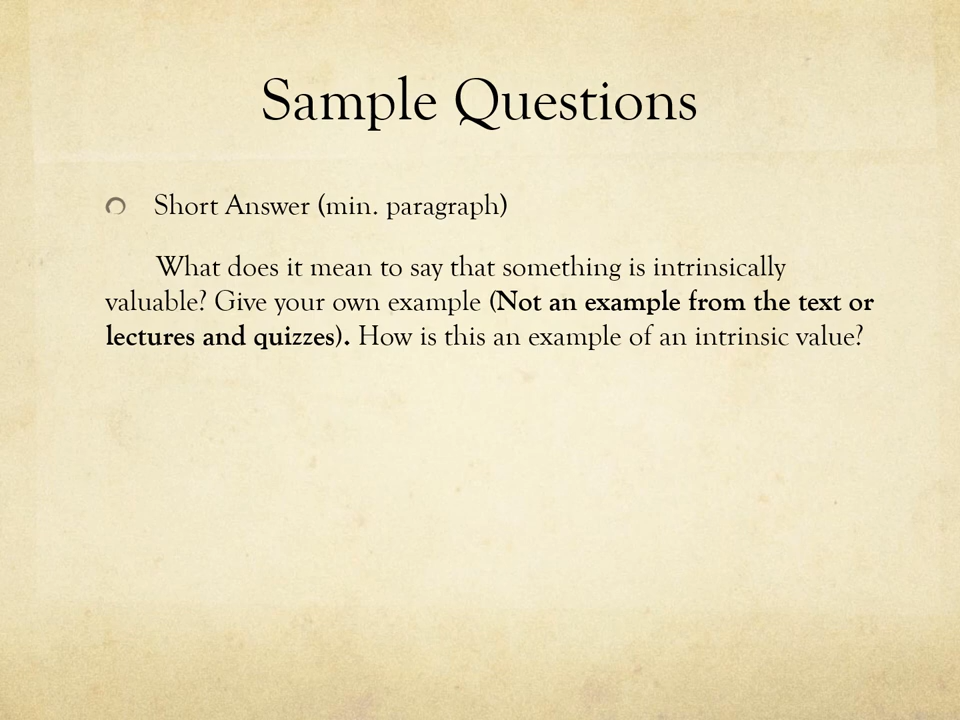 Sample Questions
Short Answer (min. paragraph)
What does it mean to say that something is intrinsically
valuable? Give your own example (Not an example from the text or
lectures and quizzes). How is this an example of an intrinsic value?